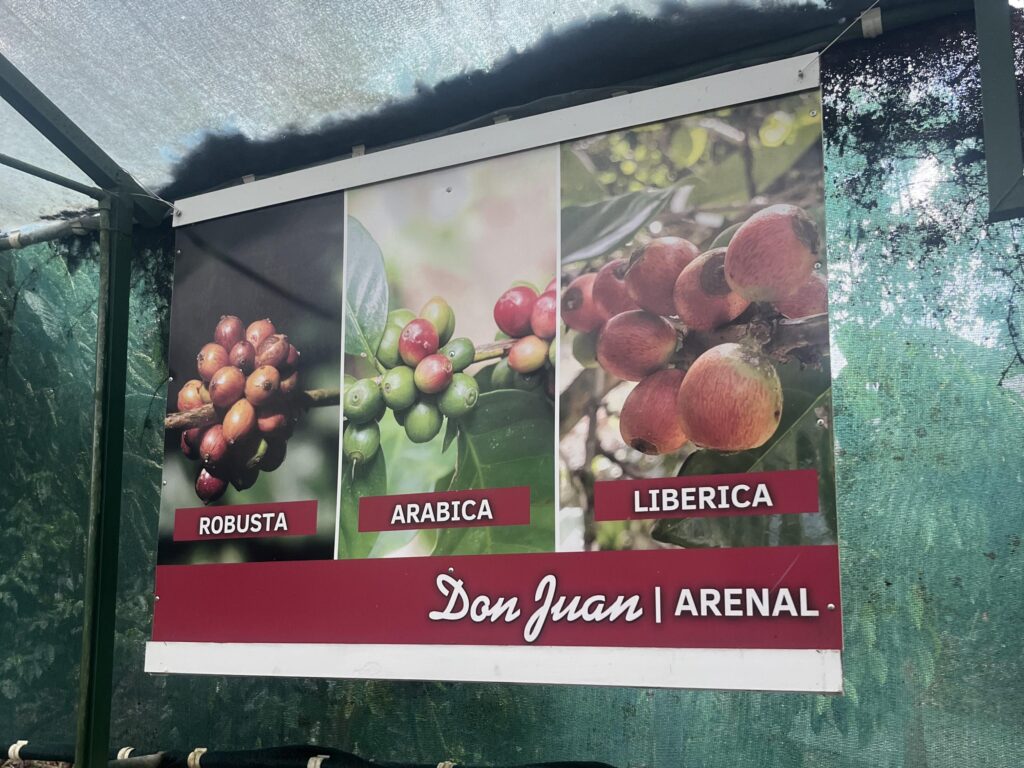 ROBUSTA
ARABICA
LIBERICA
Don Juan | ARENAL